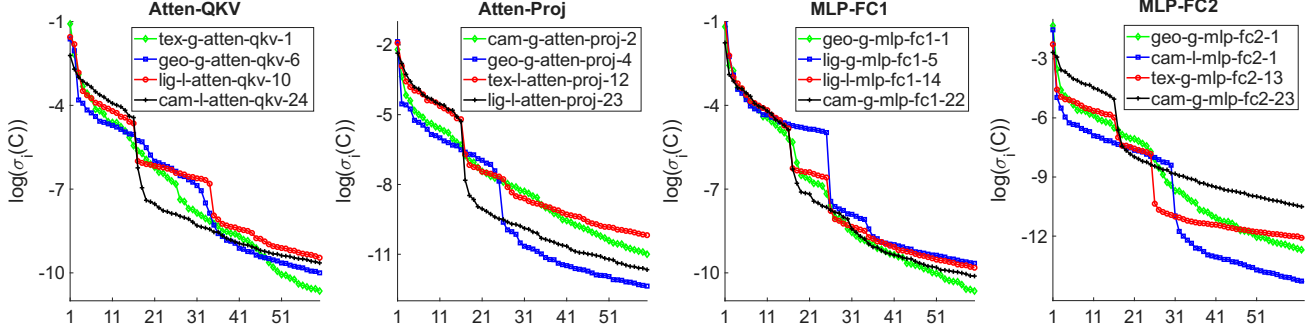 Atten-QKV
log(σi(C))
-1
-4
-7
-10
tex-g-atten-qkv-1
geo-g-atten-qkv-6
lig-l-atten-qkv-10
cam-l-atten-qkv-24
1 11 21 31 41 51
Atten-Proj
log(σi(C))
-2
-5
-8
-11
cam-g-atten-proj-2
geo-g-atten-proj-4
tex-l-atten-proj-12
lig-l-atten-proj-23
1 11 21 31 41 51
MLP-FC1
log(σi(C))
-1
-4
-7
-10
geo-g-mlp-fc1-1
lig-g-mlp-fc1-5
lig-l-mlp-fc1-14
cam-g-mlp-fc1-22
1 11 21 31 41 51
MLP-FC2
log(σi(C))
-3
-6
-9
-12
geo-g-mlp-fc2-1
cam-l-mlp-fc2-1
tex-g-mlp-fc2-13
cam-g-mlp-fc2-23
1 11 21 31 41 51